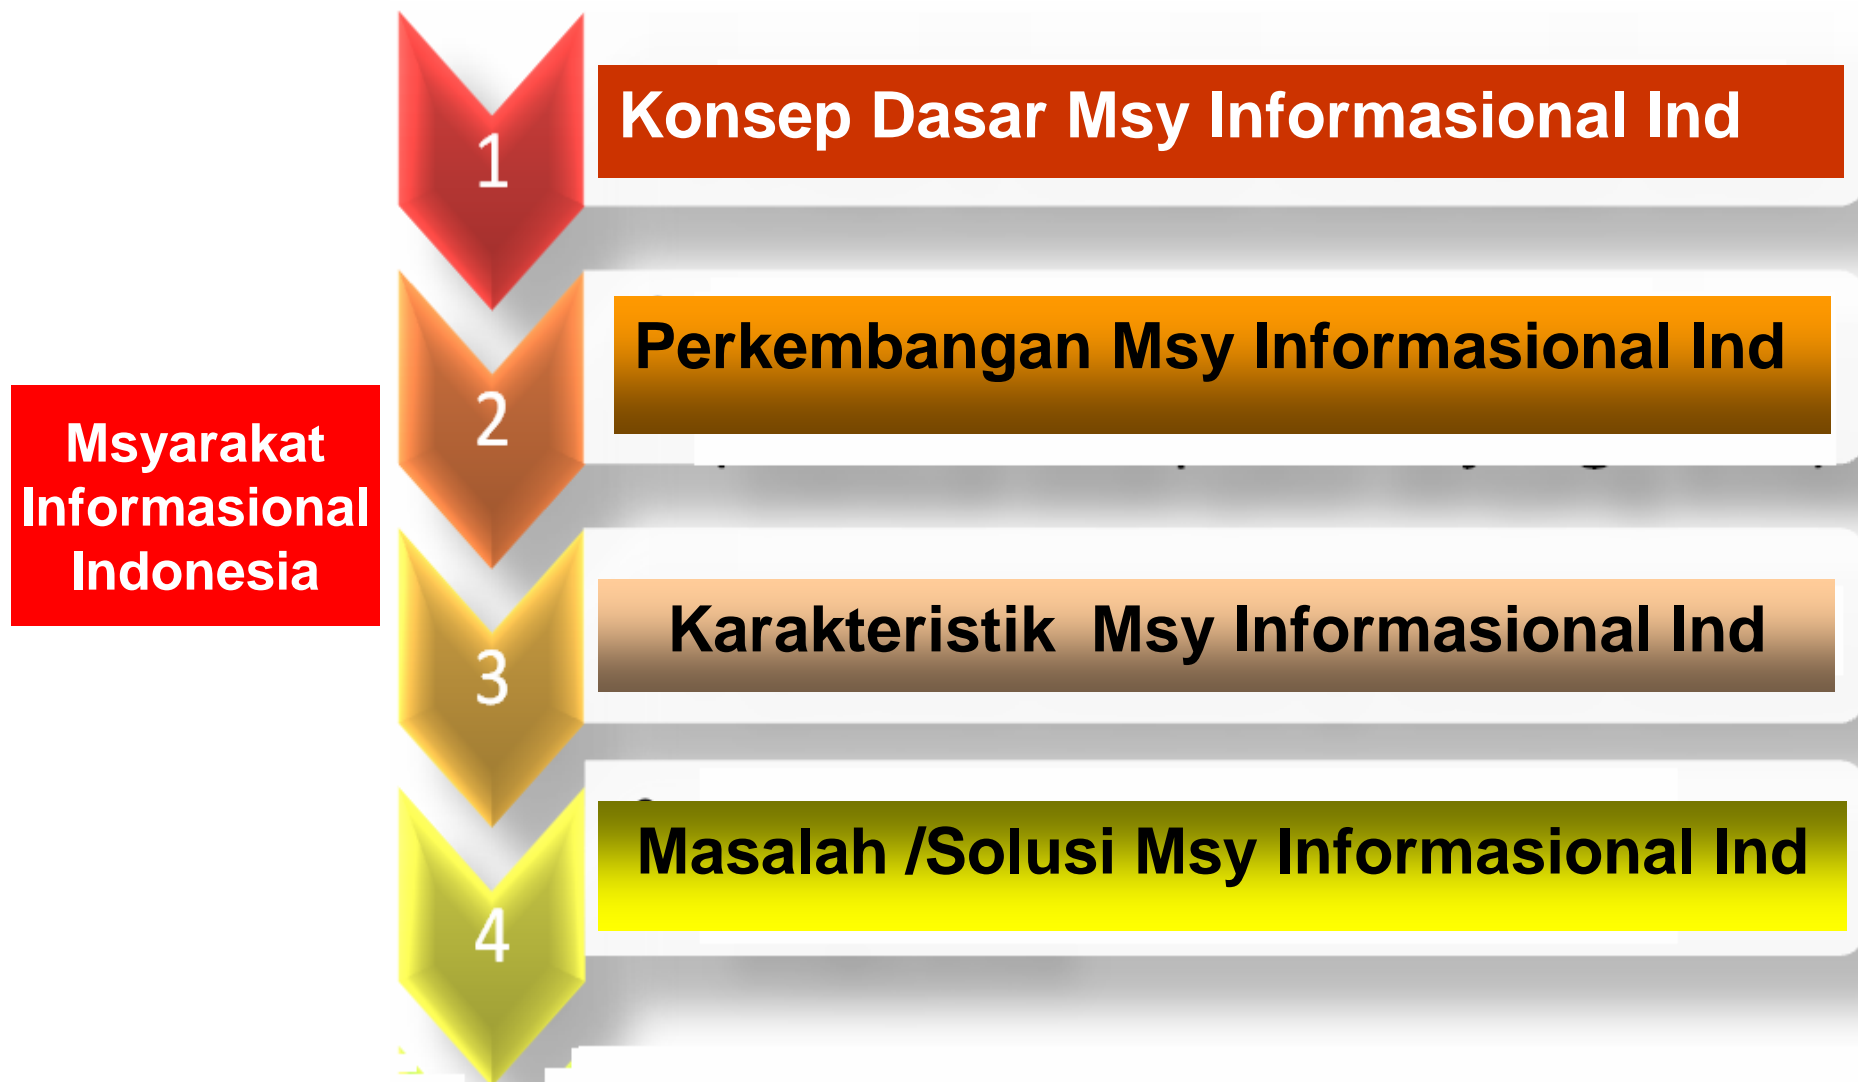 Msyarakat
Informasional
Indonesia
1
Konsep Dasar Msy Informasional Ind
2
Perkembangan Msy Informasional Ind
3
Karakteristik  Msy Informasional Ind
4
Masalah /Solusi Msy Informasional Ind